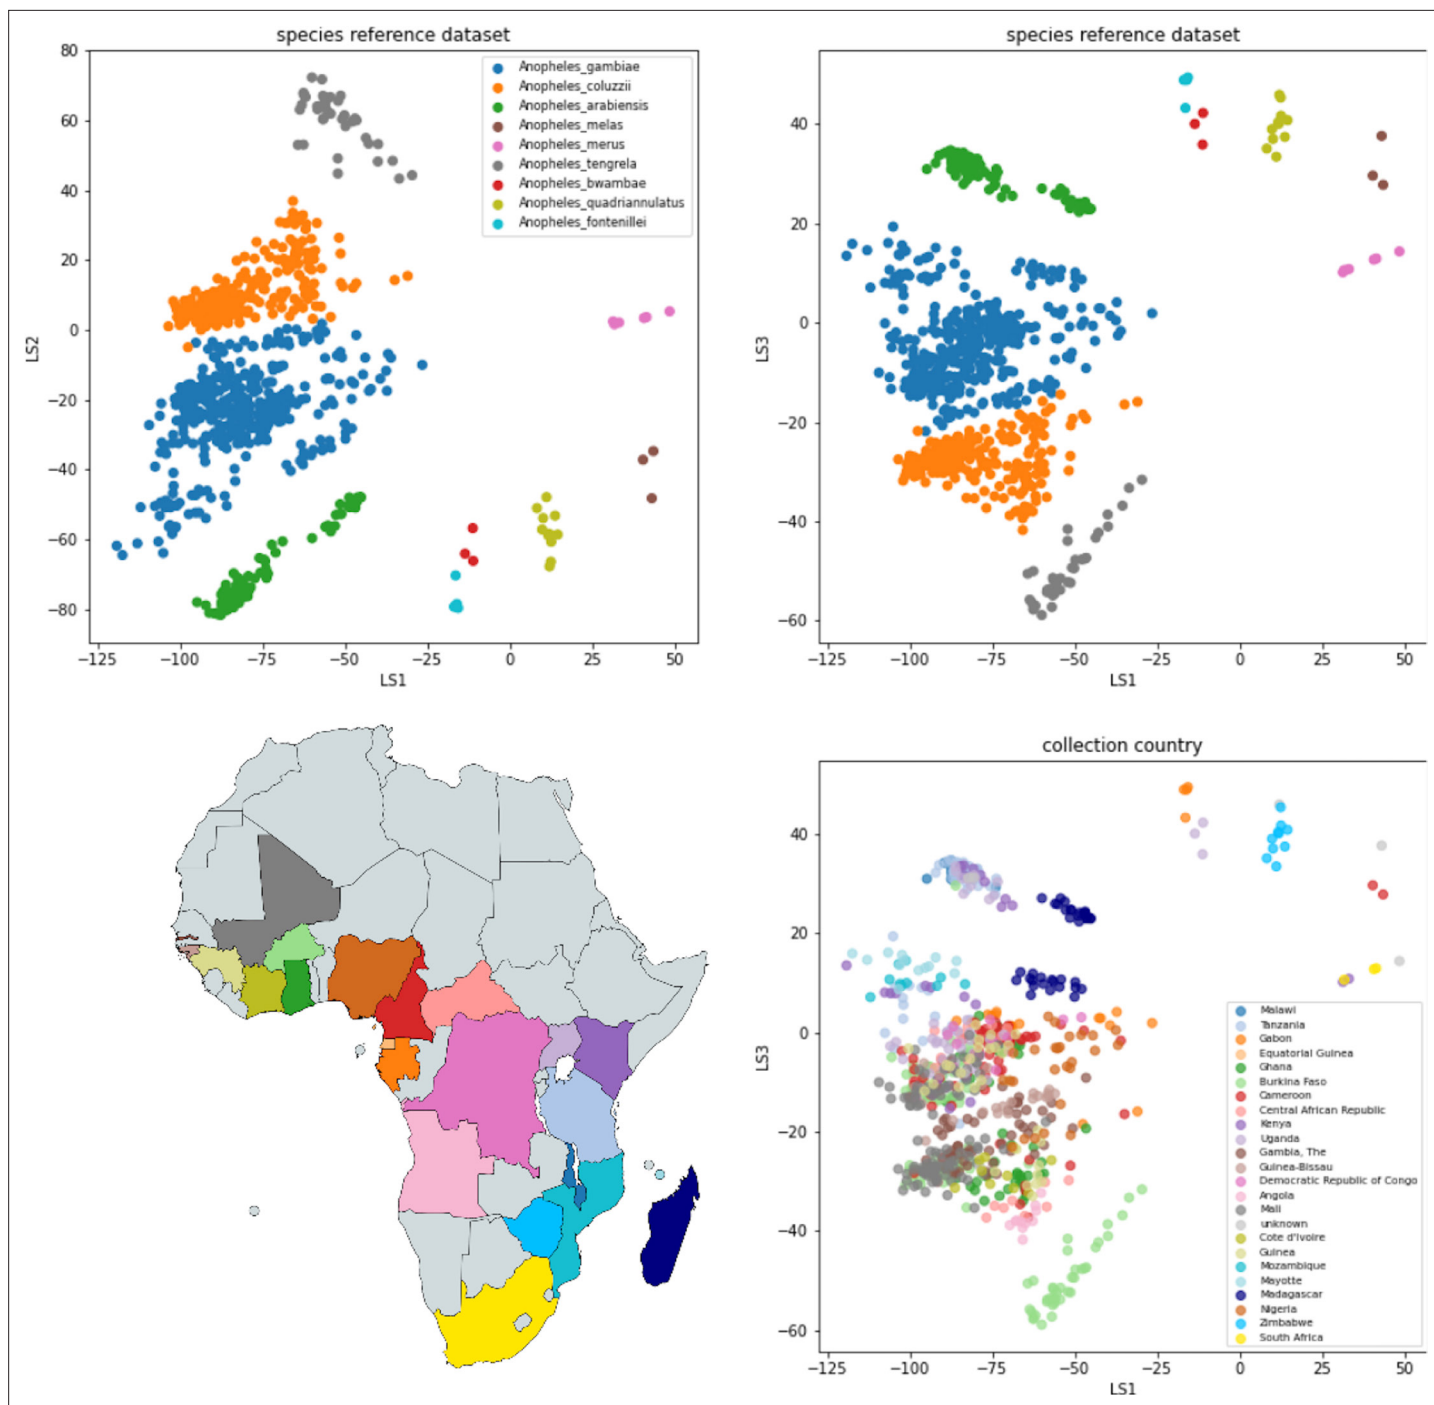 species reference dataset
80
60
40
20
0
−20
−40
−60
−80
LS2
−125 −100 −75 −50 −25 0 25 50
LS1
Anopheles_gambiae
Anopheles_coluzzii
Anopheles_arabiensis
Anopheles_melas
Anopheles_merus
Anopheles_tengrela
Anopheles_bwambae
Anopheles_quadriannulatus
Anopheles_fontenillei
species reference dataset
40
20
0
−20
−40
−60
LS3
−125 −100 −75 −50 −25 0 25 50
LS1
collection country
40
20
0
−20
−40
−60
LS3
−125 −100 −75 −50 −25 0 25 50
LS1
Malawi
Tanzania
Gabon
Equatorial Guinea
Ghana
Burkina Faso
Cameroon
Central African Republic
Kenya
Uganda
Gambia, The
Guinea-Bissau
Democratic Republic of Congo
Angola
Mali
unknown
Cote d'Ivoire
Guinea
Mozambique
Mayotte
Madagascar
Nigeria
Zimbabwe
South Africa